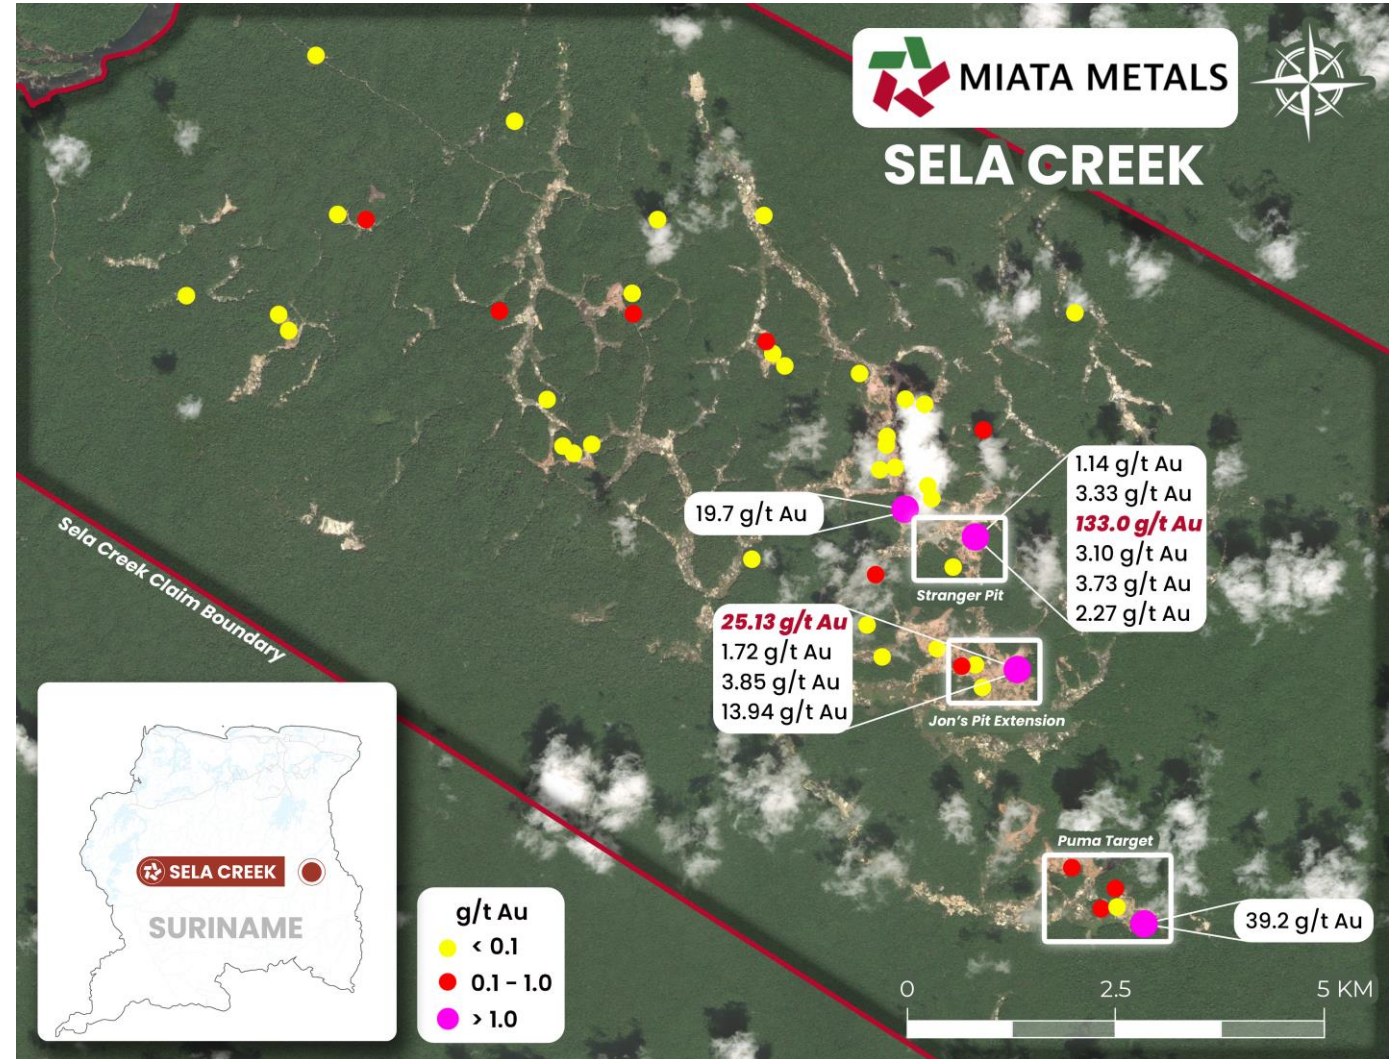 MIATA METALS
SELA CREEK
1.14 g/t Au
3.33 g/t Au
133.0 g/t Au
3.10 g/t Au
3.73 g/t Au
2.27 g/t Au
19.7 g/t Au
Stranger Pit
Sela Creek Claim Boundary
25.13 g/t Au
1.72 g/t Au
3.85 g/t Au
13.94 g/t Au
Jon's Pit Extension
Puma Target
39.2 g/t Au
SELA CREEK
SURINAME
g/t Au
< 0.1
0.1 - 1.0
> 1.0
0 2.5 5 KM